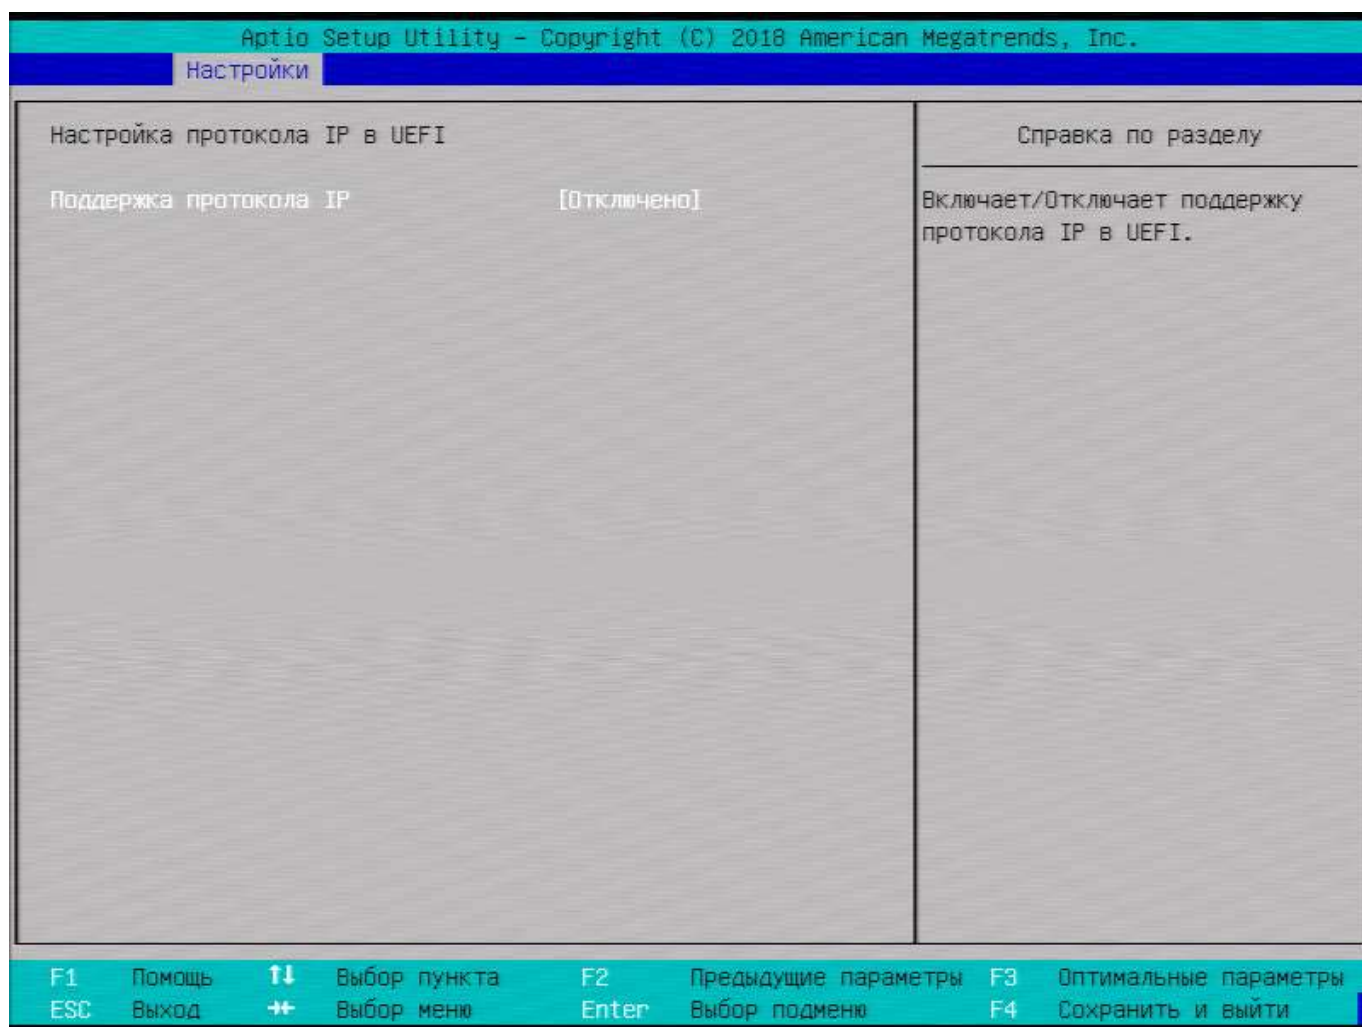 Aptio Setup Utility – Copyright (C) 2018 American Megatrends, Inc.
Настройки
Настройка протокола IP в UEFI
Поддержка протокола IP [Отключено]
Справка по разделу
Включает/Отключает поддержку
протокола IP в UEFI.
F1 Помощь ↑↓ Выбор пункта F2 Предыдущие параметры F3 Оптимальные параметры
ESC Выход →← Выбор меню Enter Выбор подменю F4 Сохранить и выйти